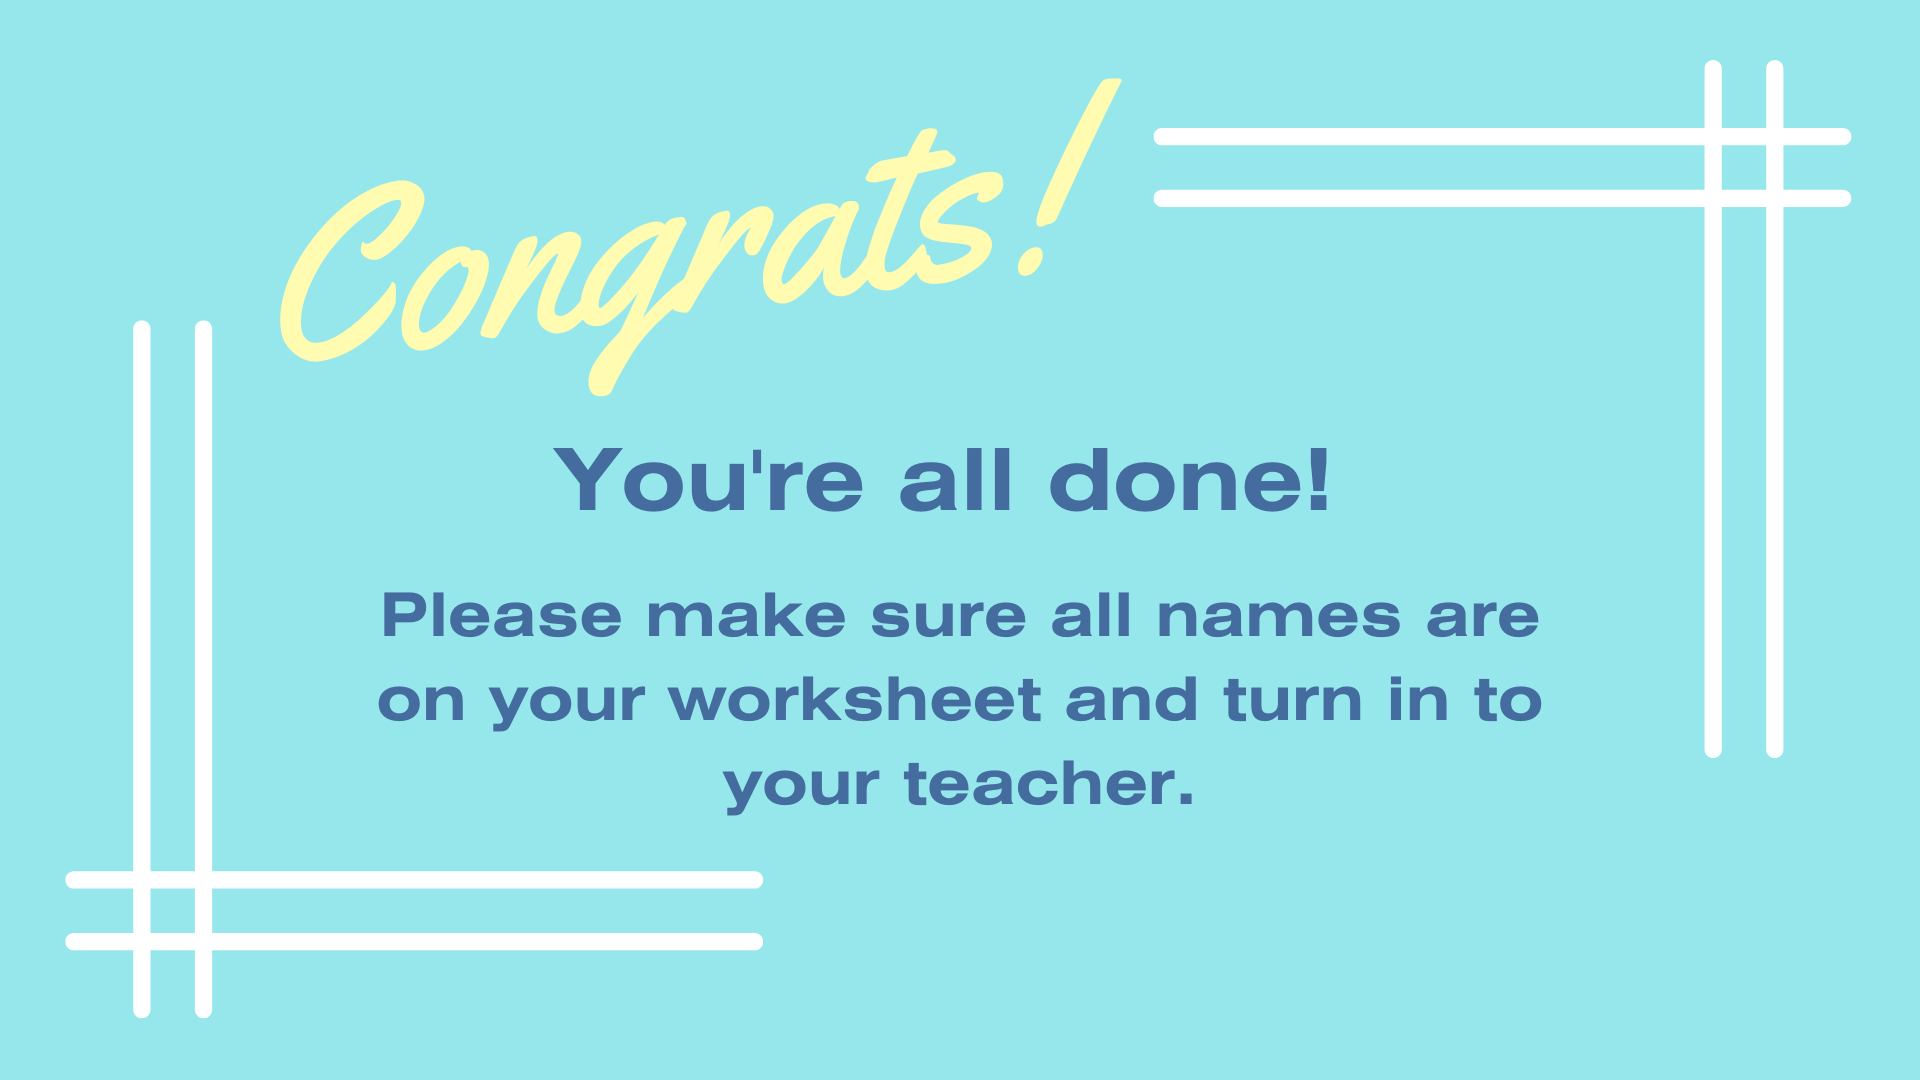 Congrats!
You're all done!
Please make sure all names are
on your worksheet and turn in to
your teacher.